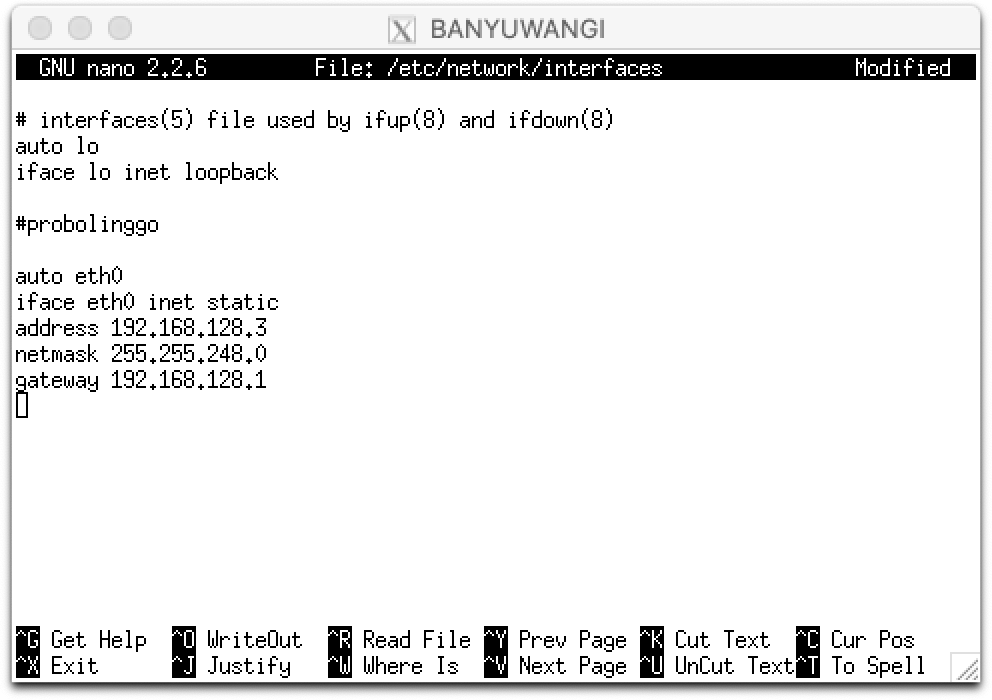 BANYUWANGI
GNU nano 2.2.6 File: /etc/network/interfaces Modified
# interfaces(5) file used by ifup(8) and ifdown(8)
auto lo
iface lo inet loopback
#probolinggo
auto eth0
iface eth0 inet static
address 192.168.128.3
netmask 255.255.248.0
gateway 192.168.128.1
^G Get Help ^O WriteOut ^R Read File ^Y Prev Page ^K Cut Text ^C Cur Pos
^X Exit ^J Justify ^W Where Is ^V Next Page ^U UnCut Text ^T To Spell